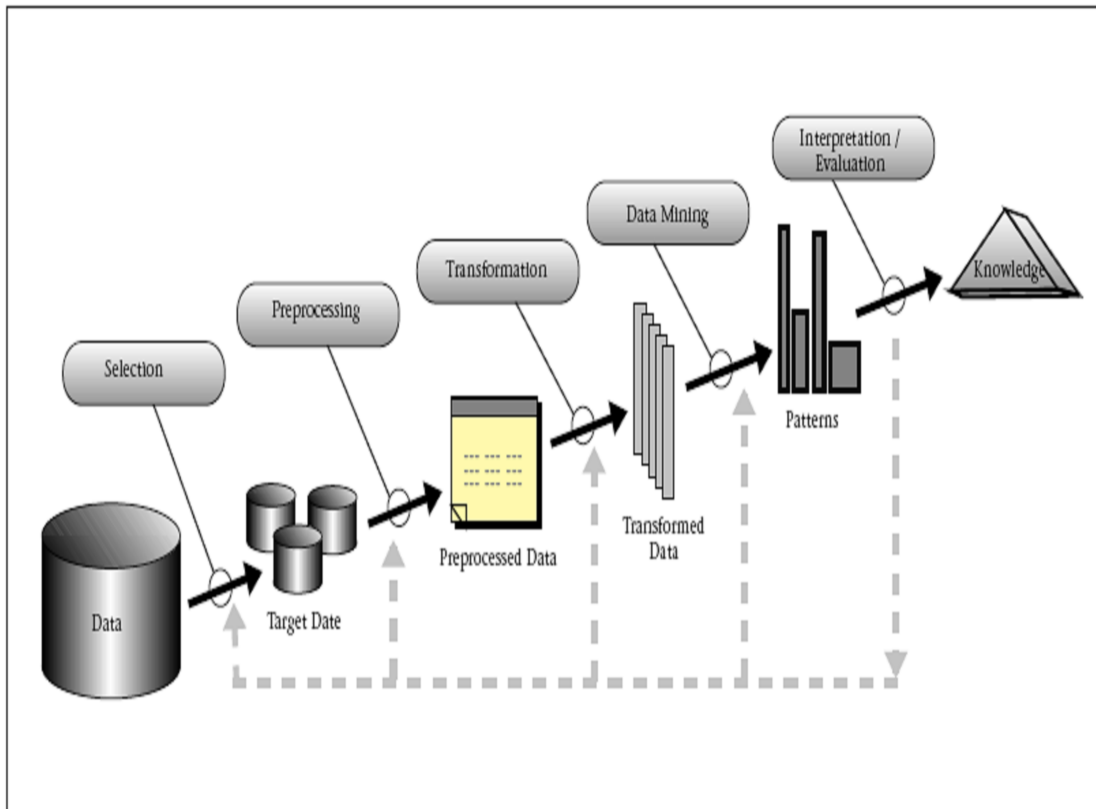 Interpretation /
Evaluation
Data Mining
Transformation
Knowledge
Preprocessing
Selection
Patterns
Transformed
Data
Preprocessed Data
--- --- ---
--- --- ---
--- --- ---
Target Date
Data